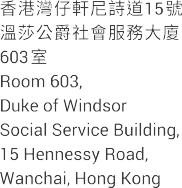 香港灣仔軒尼詩道15號
溫莎公爵社會服務大廈
603室
Room 603,
Duke of Windsor
Social Service Building,
15 Hennessy Road,
Wanchai, Hong Kong